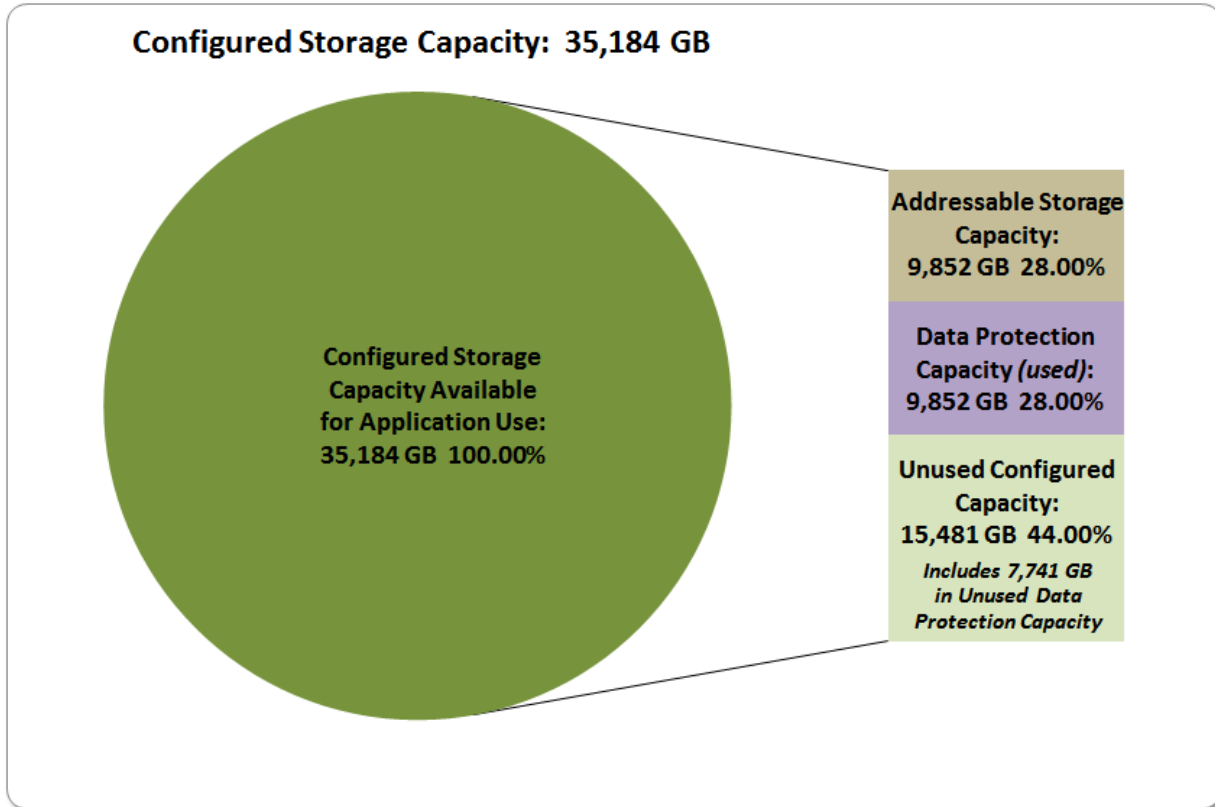 Configured Storage Capacity: 35,184 GB
Configured Storage
Capacity Available
for Application Use:
35,184 GB 100.00%
Addressable Storage
Capacity:
9,852 GB 28.00%
Data Protection
Capacity (used):
9,852 GB 28.00%
Unused Configured
Capacity:
15,481 GB 44.00%
Includes 7,741 GB
in Unused Data
Protection Capacity